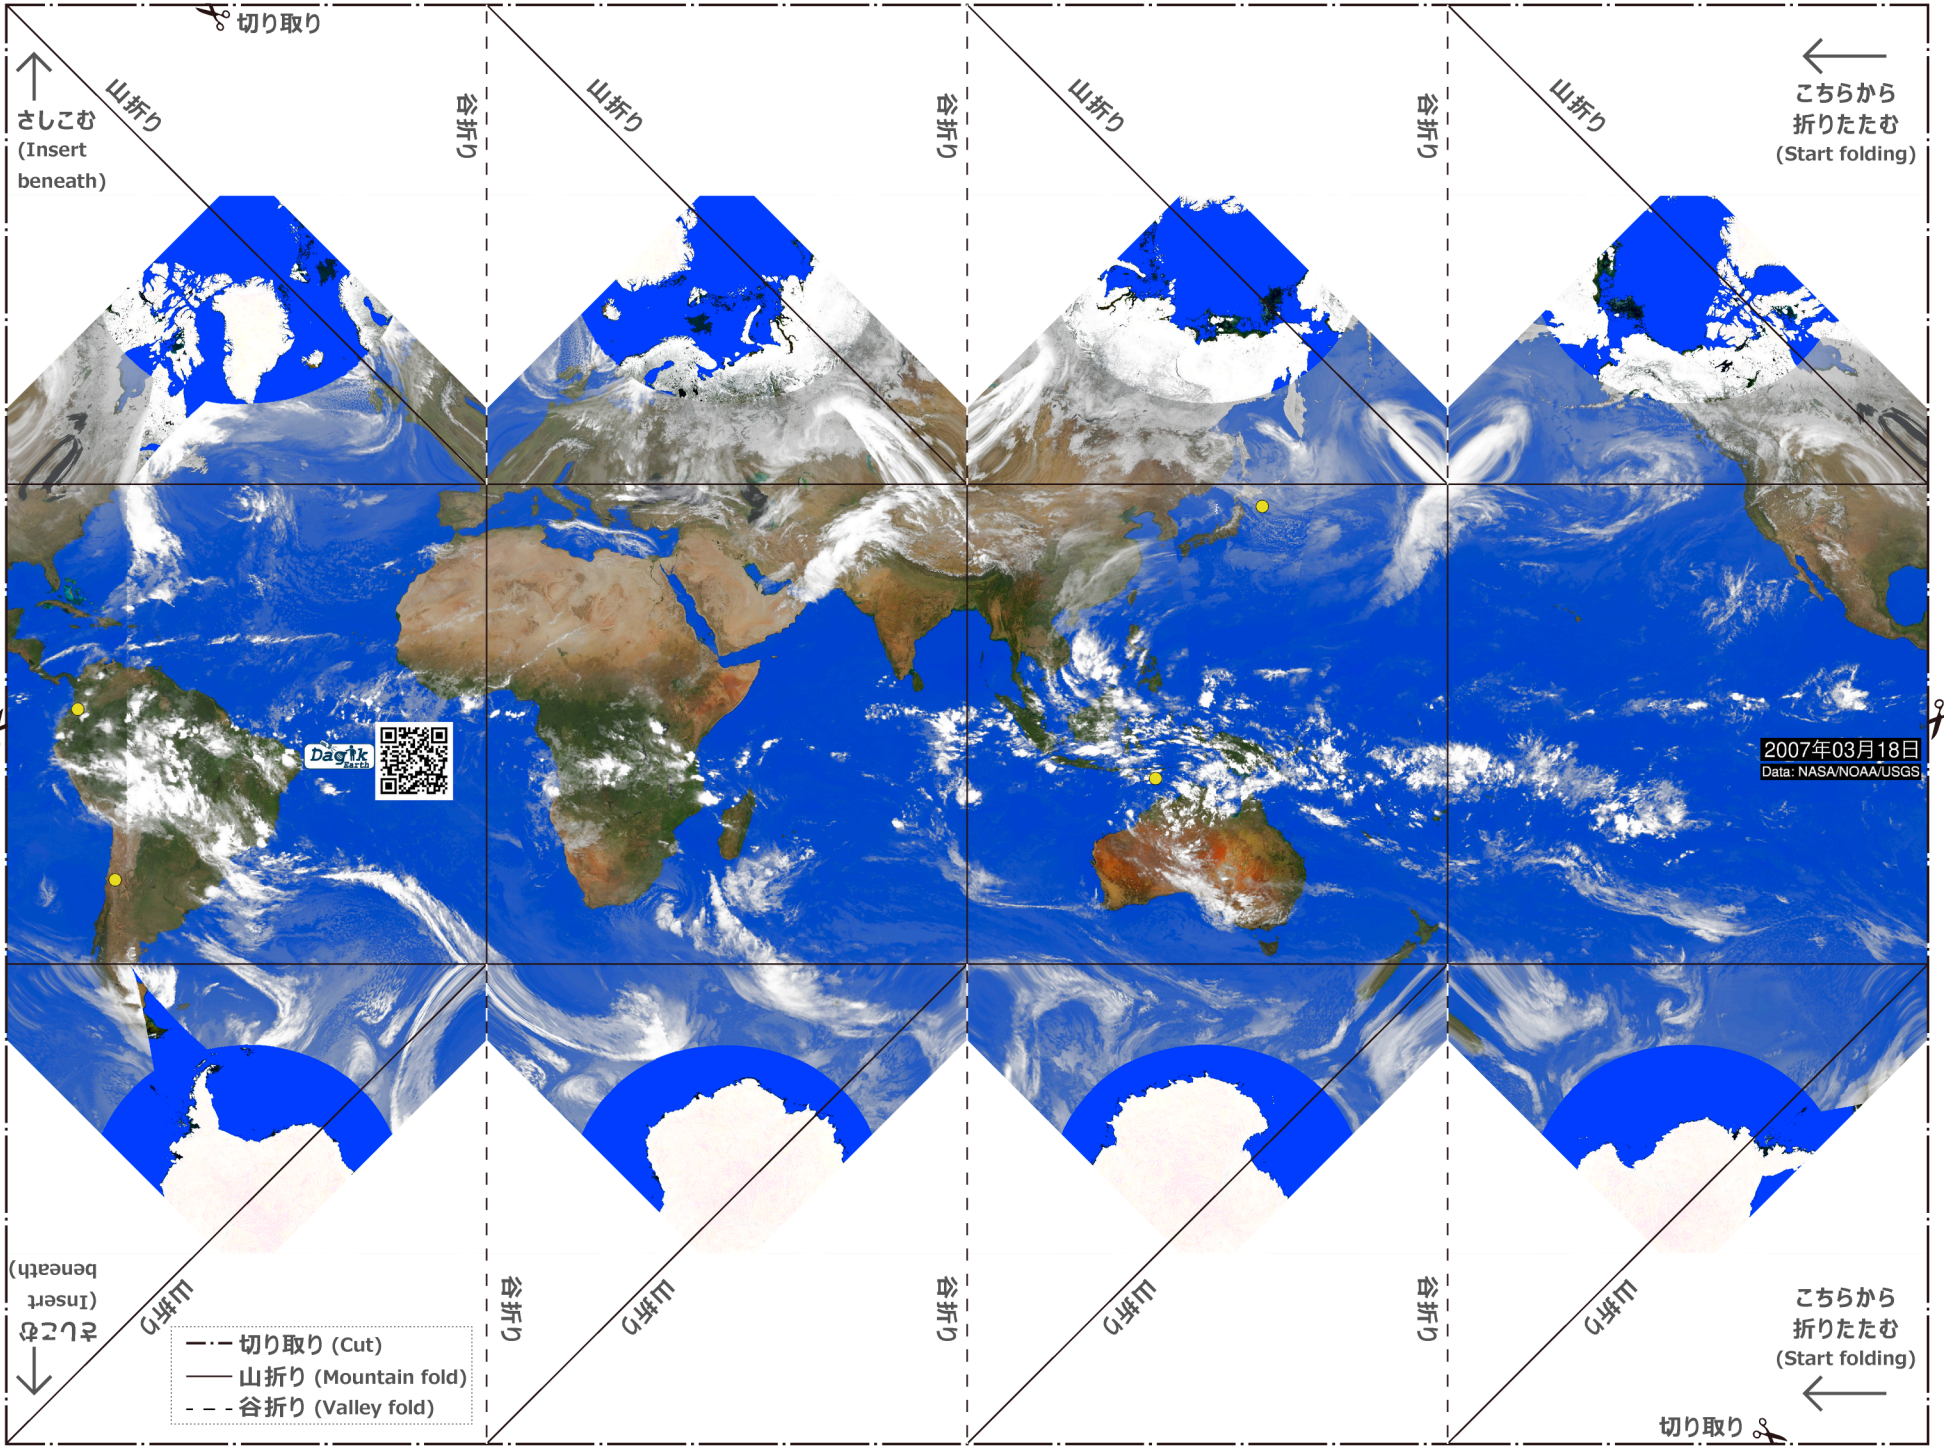 切り取り
山折り
谷折り
山折り
谷折り
山折り
谷折り
山折り
さしこむ
(Insert
beneath)
こちらから
折りたたむ
(Start folding)
Dagik
Earth
2007年03月18日
Data: NASA/NOAA/USGS
さしこむ
(Insert
beneath)
山折り
谷折り
山折り
谷折り
山折り
谷折り
山折り
こちらから
折りたたむ
(Start folding)
切り取り (Cut)
山折り (Mountain fold)
谷折り (Valley fold)
切り取り